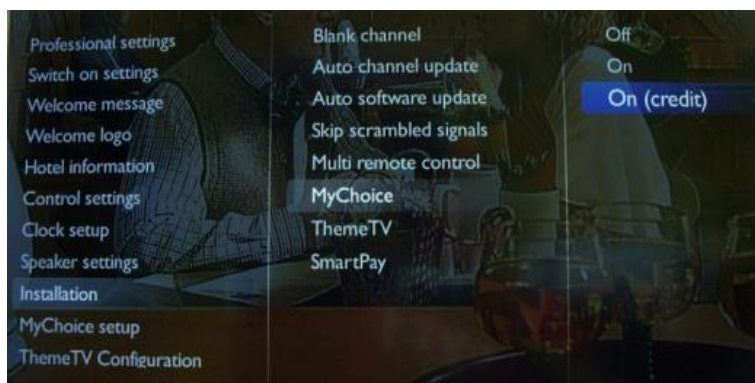 Professional settings
Switch on settings
Welcome message
Welcome logo
Hotel information
Control settings
Clock setup
Speaker settings
Installation
MyChoice setup
ThemeTV Configuration
Blank channel
Auto channel update
Auto software update
Skip scrambled signals
Multi remote control
MyChoice
ThemeTV
SmartPay
Off
On
On (credit)